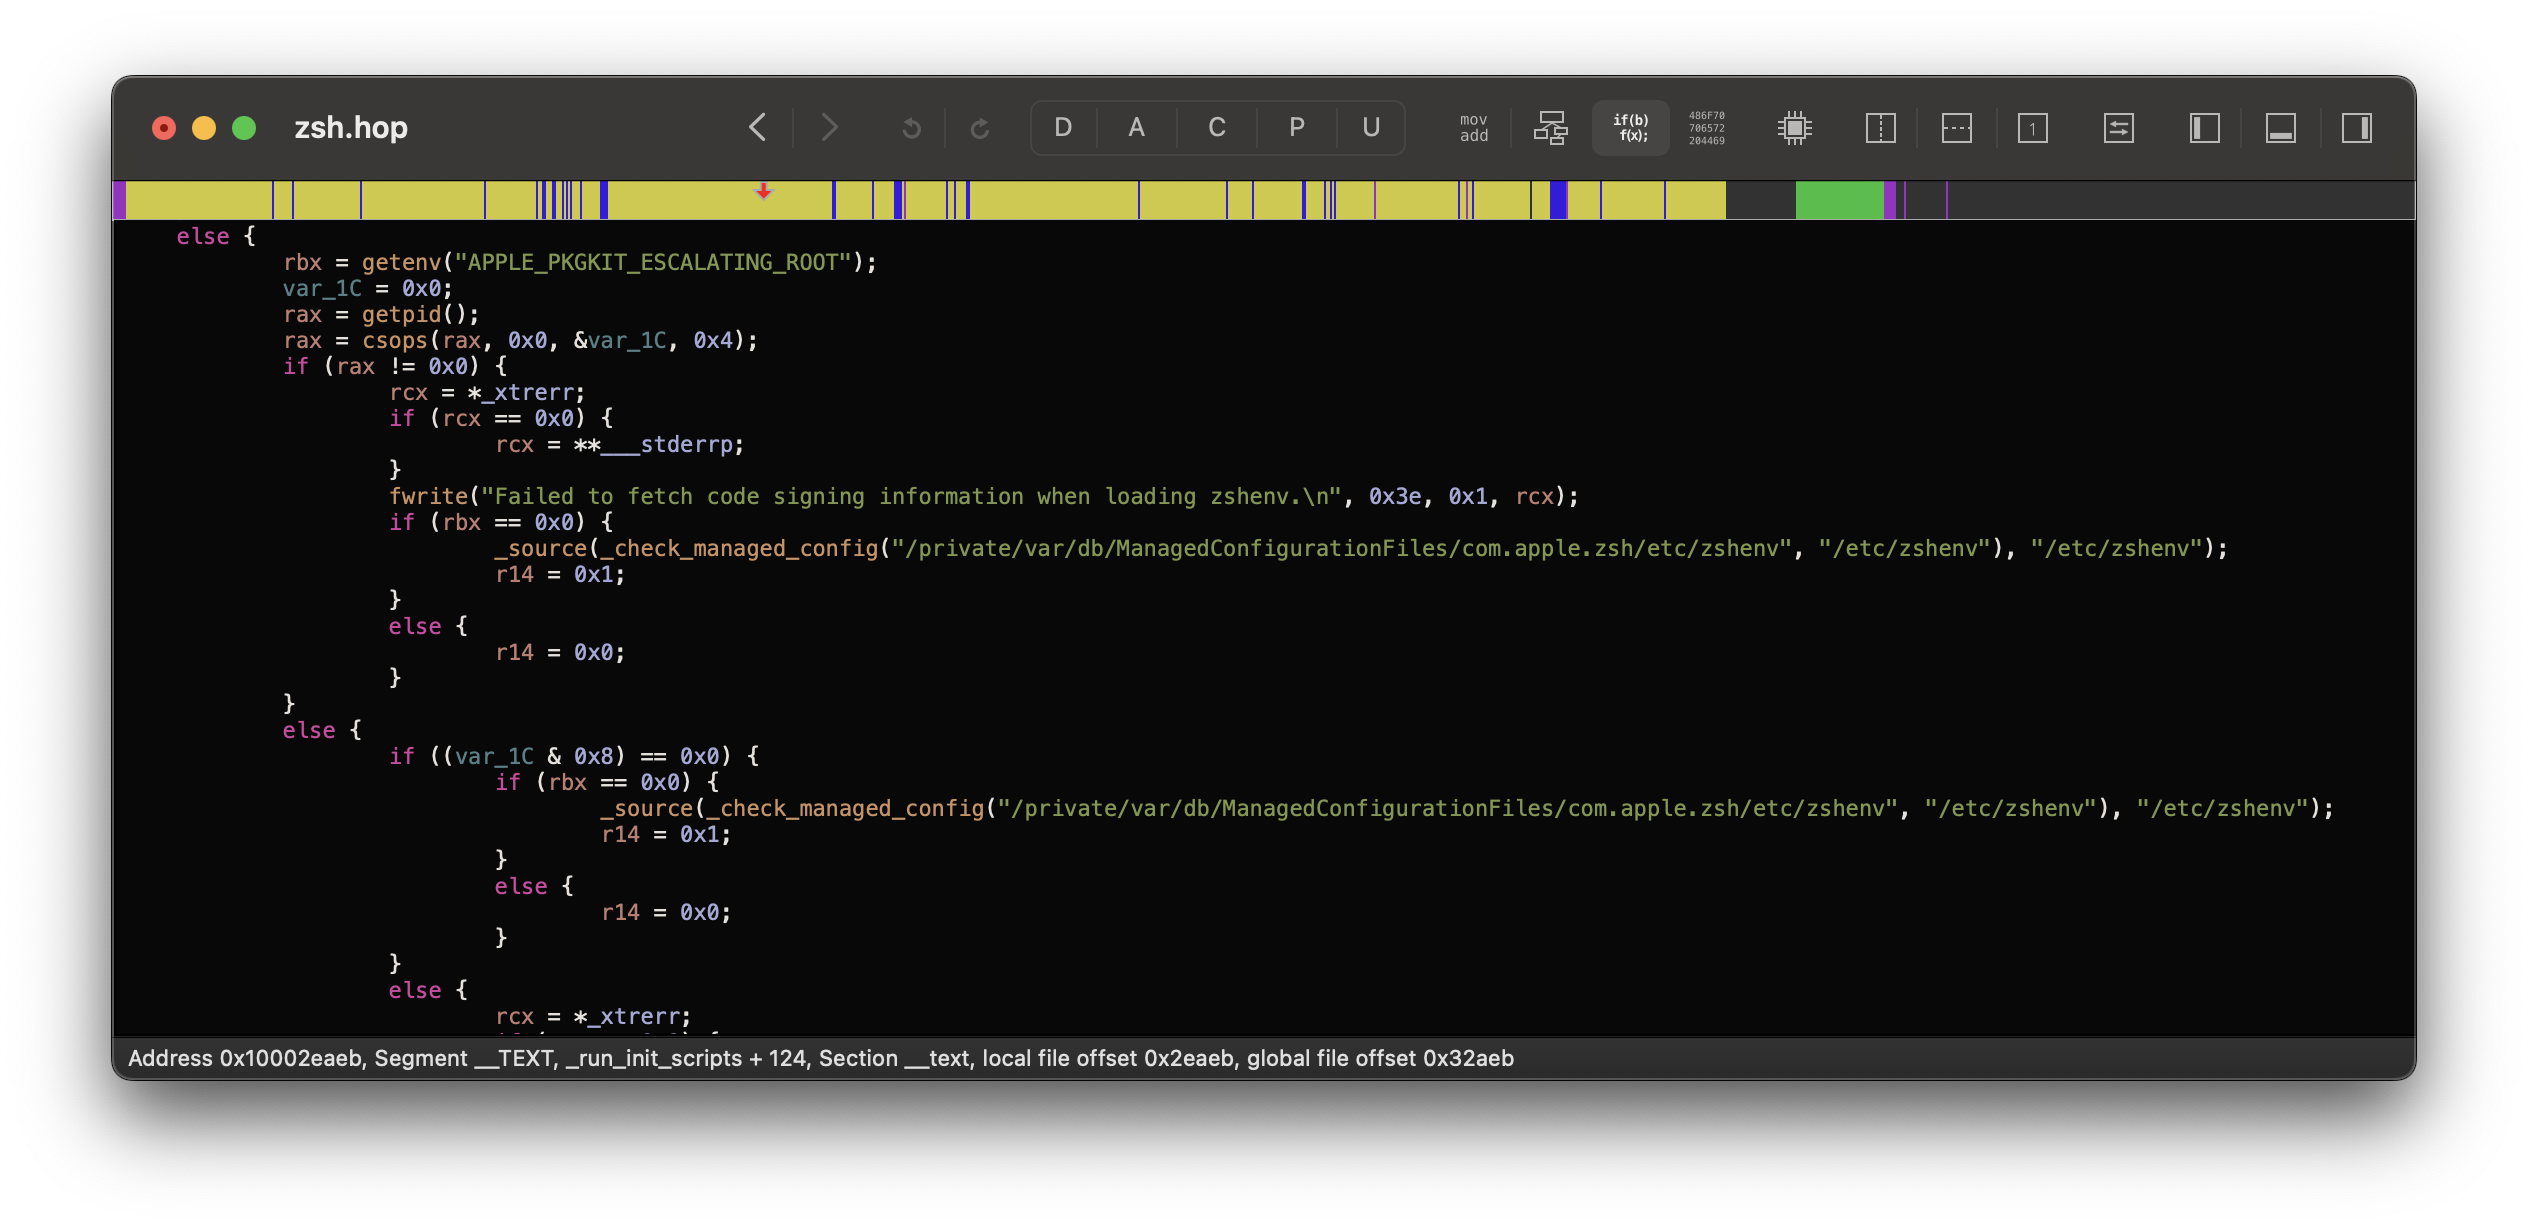 zsh.hop
D A C P U
mov
add
if(b)
f(x);
486F70
706572
204469
1
else {
rbx = getenv("APPLE_PKGKIT_ESCALATING_ROOT");
var_1C = 0x0;
rax = getpid();
rax = csops(rax, 0x0, &var_1C, 0x4);
if (rax != 0x0) {
rcx = *_xtrerr;
if (rcx == 0x0) {
rcx = **___stderrp;
}
fwrite("Failed to fetch code signing information when loading zshenv.\n", 0x3e, 0x1, rcx);
if (rbx == 0x0) {
_source(_check_managed_config("/private/var/db/ManagedConfigurationFiles/com.apple.zsh/etc/zshenv", "/etc/zshenv"), "/etc/zshenv");
r14 = 0x1;
}
else {
r14 = 0x0;
}
}
else {
if ((var_1C & 0x8) == 0x0) {
if (rbx == 0x0) {
_source(_check_managed_config("/private/var/db/ManagedConfigurationFiles/com.apple.zsh/etc/zshenv", "/etc/zshenv"), "/etc/zshenv");
r14 = 0x1;
}
else {
r14 = 0x0;
}
}
else {
rcx = *_xtrerr;
Address 0x10002eaeb, Segment __TEXT, _run_init_scripts + 124, Section __text, local file offset 0x2eaeb, global file offset 0x32aeb